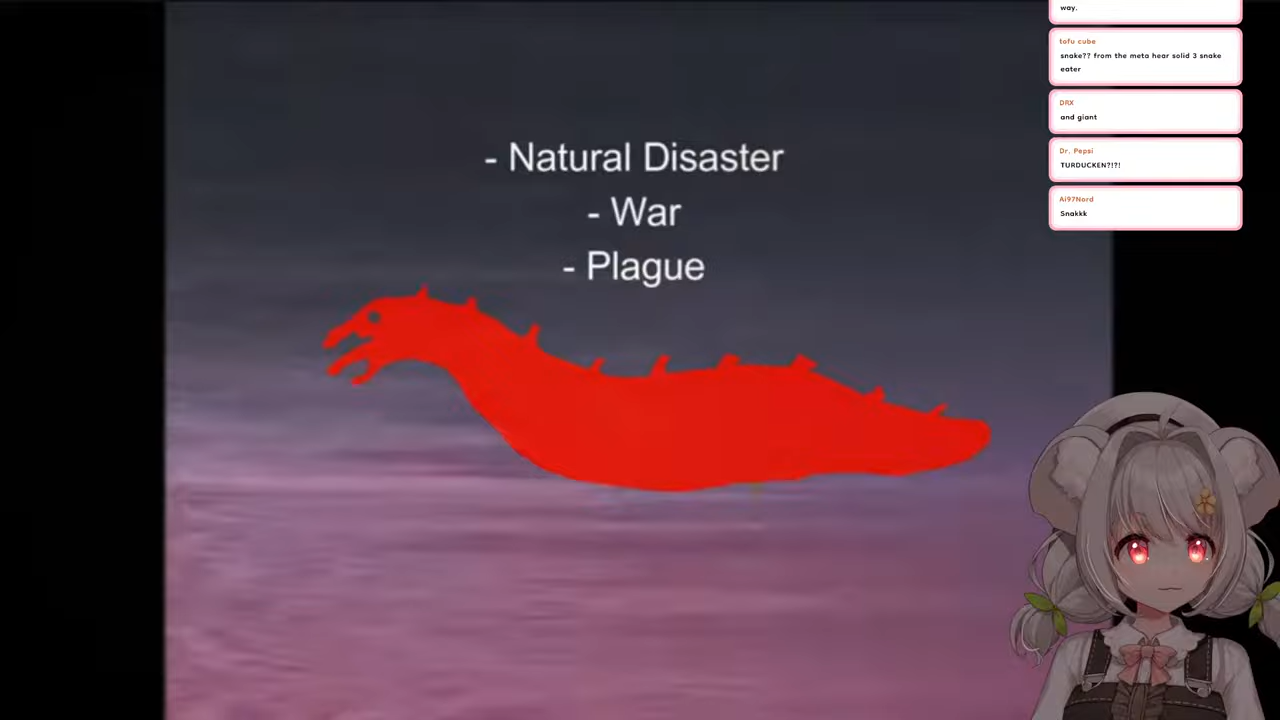 - Natural Disaster
- War
- Plague
way.
tofu cube
snake?? from the meta hear solid 3 snake
eater
DRX
and giant
Dr. Pepsi
TURDUCKEN?!?!
Ai97Nord
Snakkk